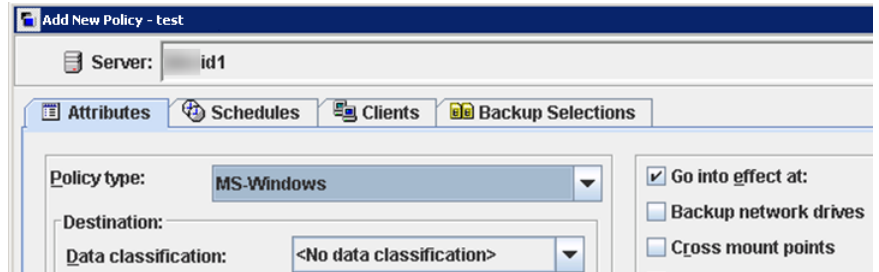 Add New Policy - test
Server: id1
Attributes Schedules Clients Backup Selections
Policy type: MS-Windows
Go into effect at:
Backup network drives
Destination:
Data classification: <No data classification>
Cross mount points